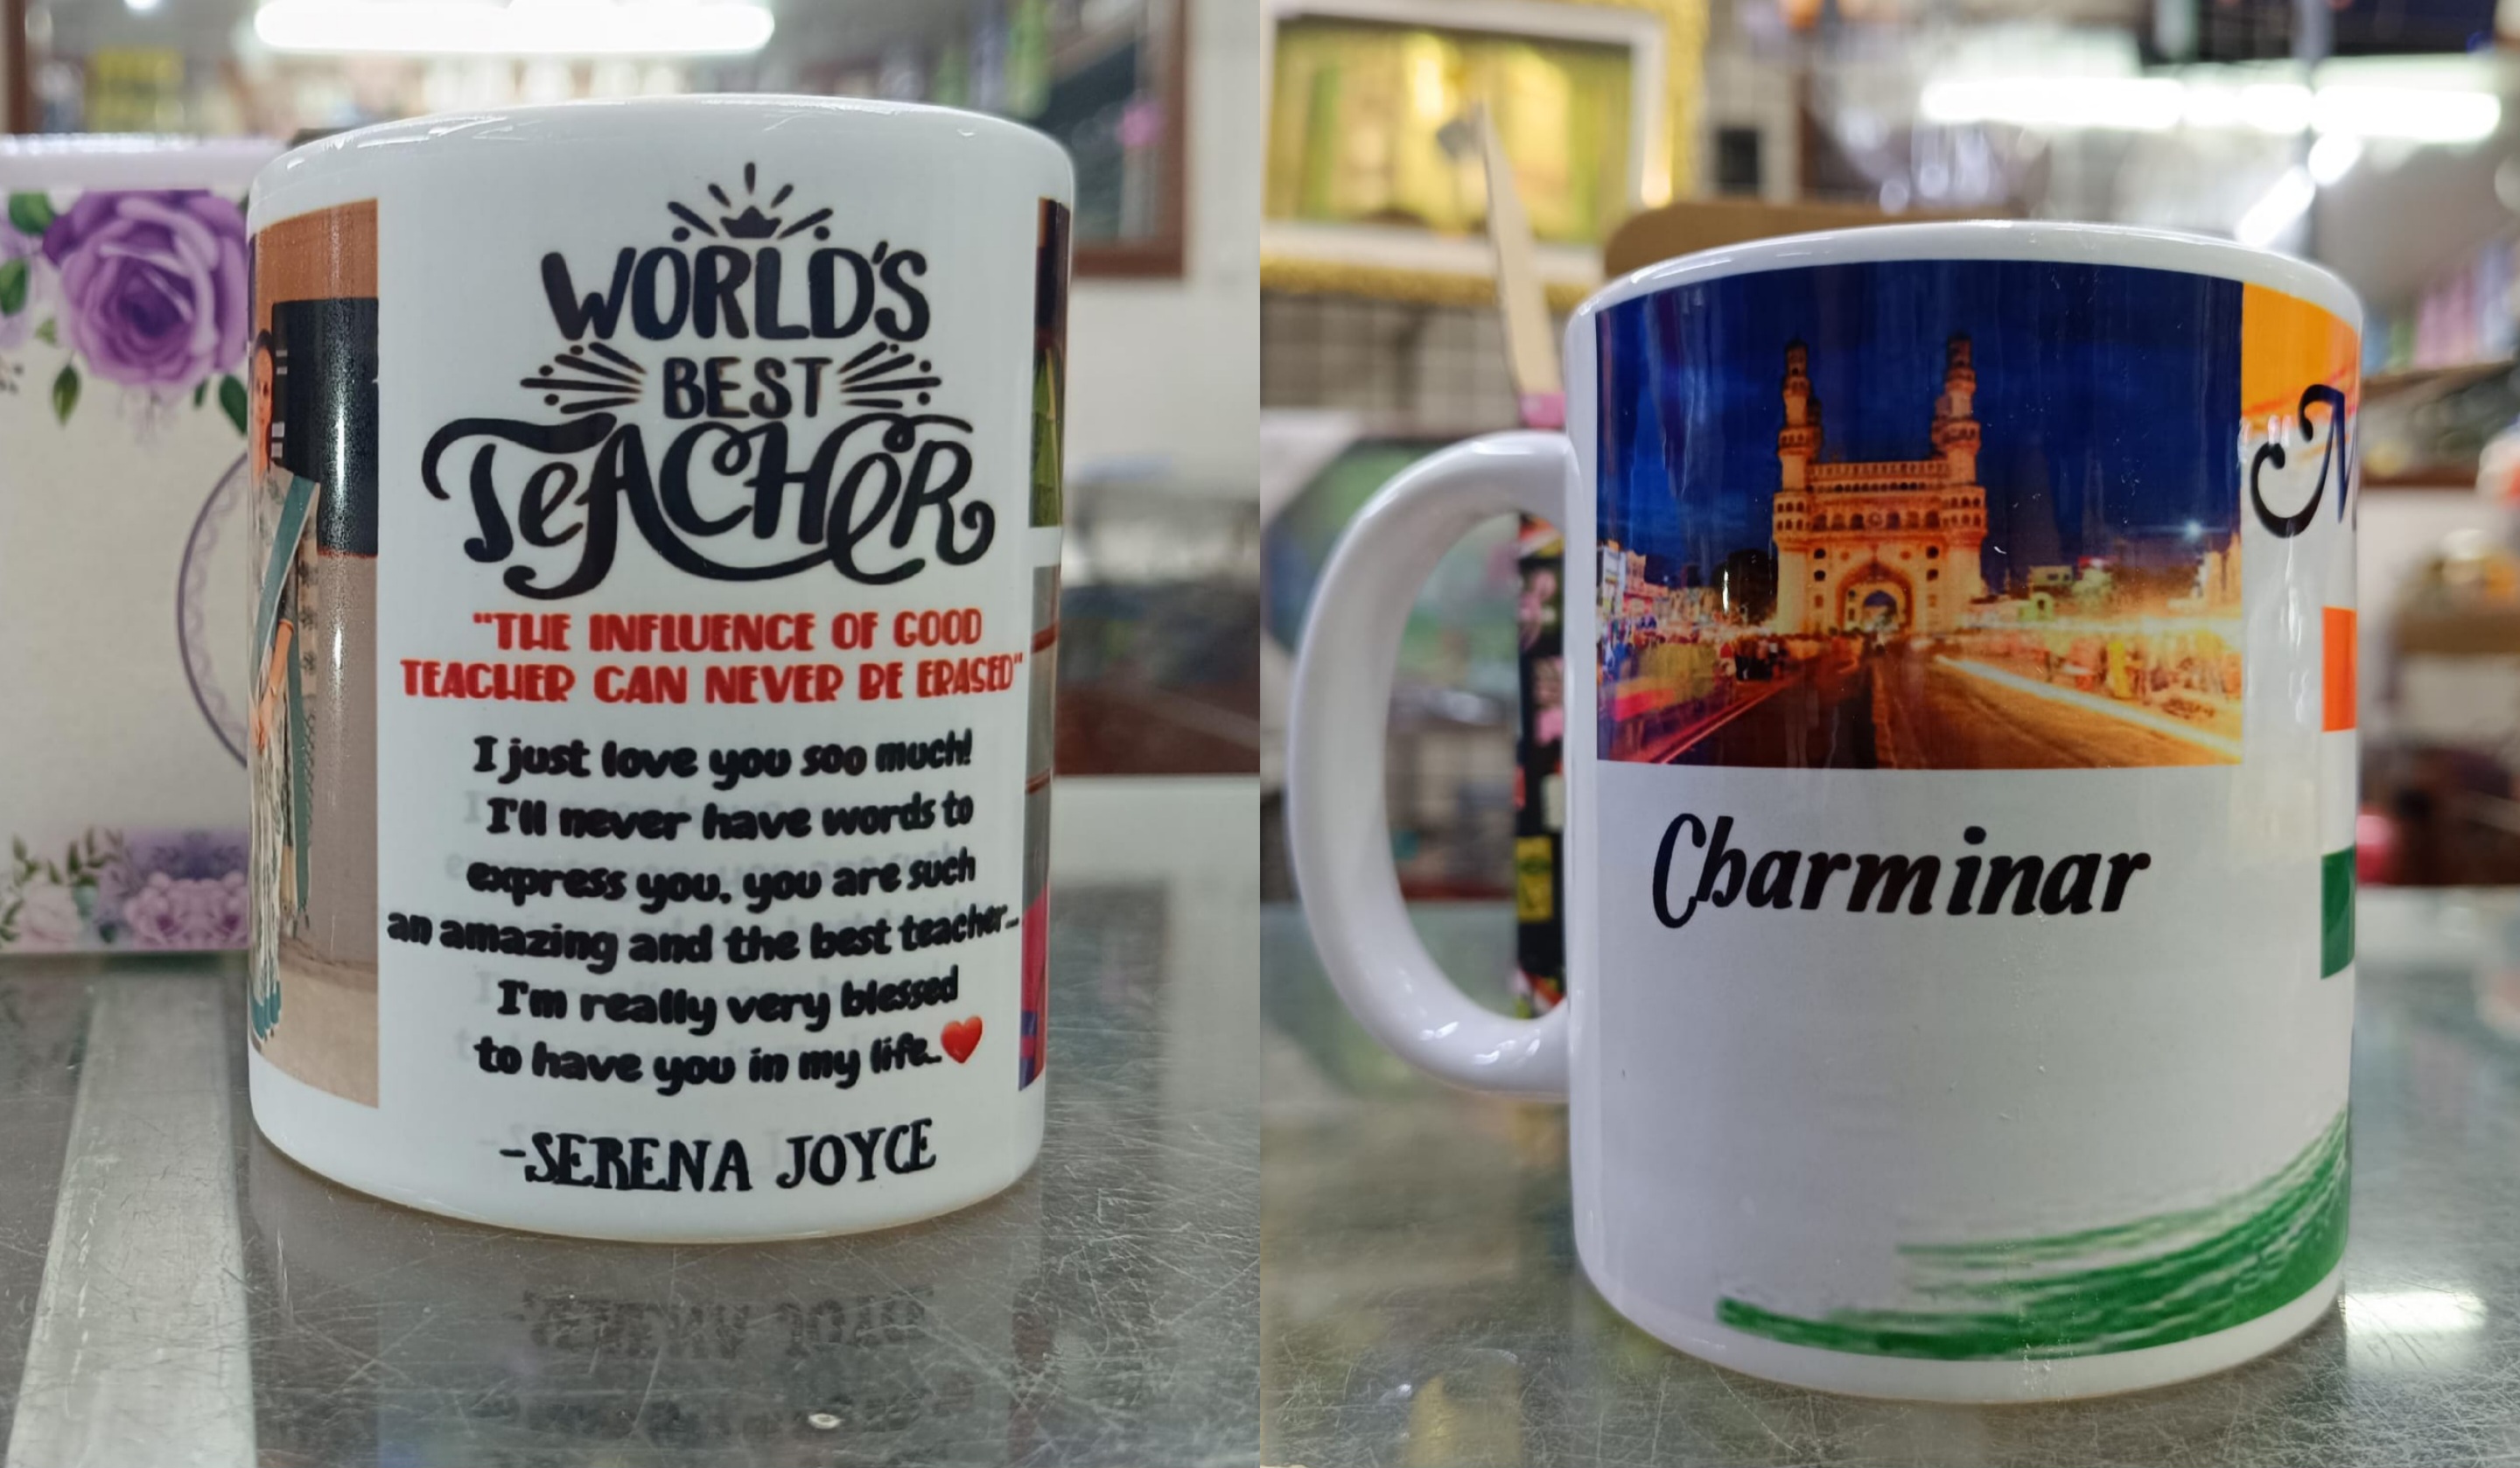 WORLD'S
BEST
TeACHeR
"THE INFLUENCE OF GOOD
TEACHER CAN NEVER BE ERASED"
I just love you soo much!
I'll never have words to
express you, you are such
an amazing and the best teacher...
I'm really very blessed
to have you in my life..❤️
-SERENA JOYCE
Charminar